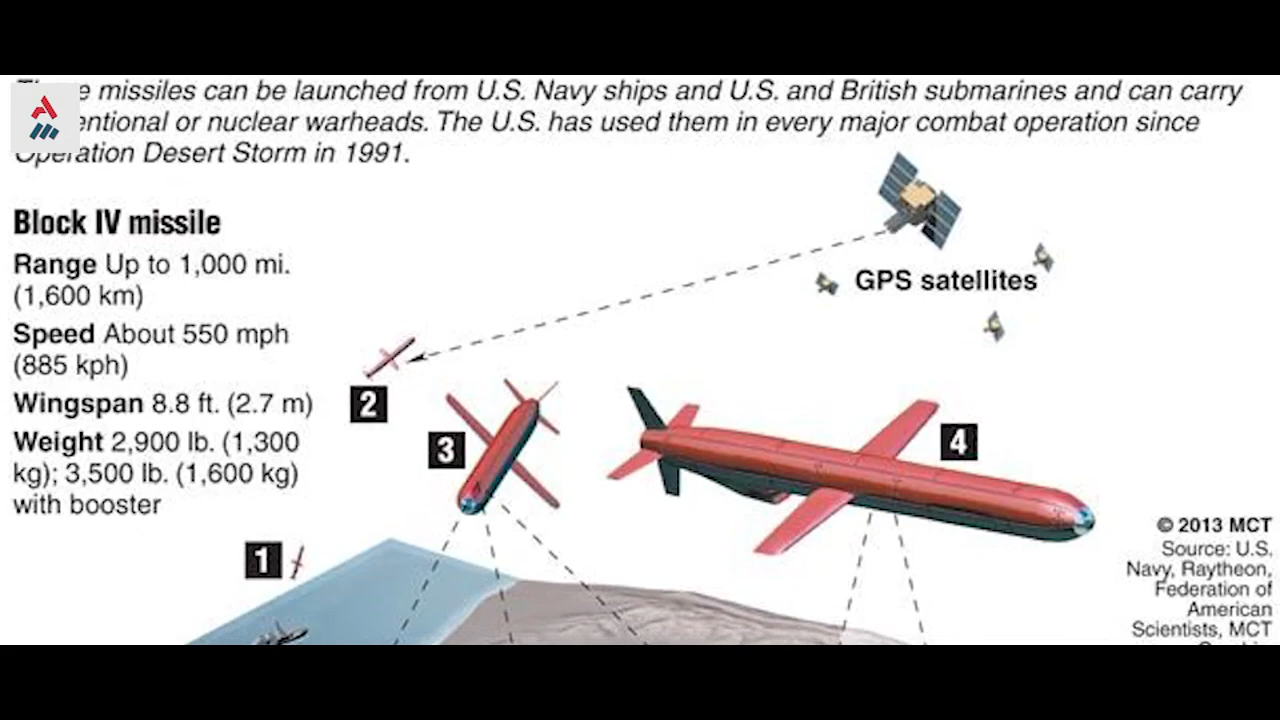 missiles can be launched from U.S. Navy ships and U.S. and British submarines and can carry
or nuclear warheads. The U.S. has used them in every major combat operation since
Operation Desert Storm in 1991.
Block IV missile
Range Up to 1,000 mi.
(1,600 km)
Speed About 550 mph
(885 kph)
Wingspan 8.8 ft. (2.7 m)
Weight 2,900 lb. (1,300
kg); 3,500 lb. (1,600 kg)
with booster
GPS satellites
2
3
4
1
© 2013 MCT
Source: U.S.
Navy, Raytheon,
Federation of
American
Scientists, MCT